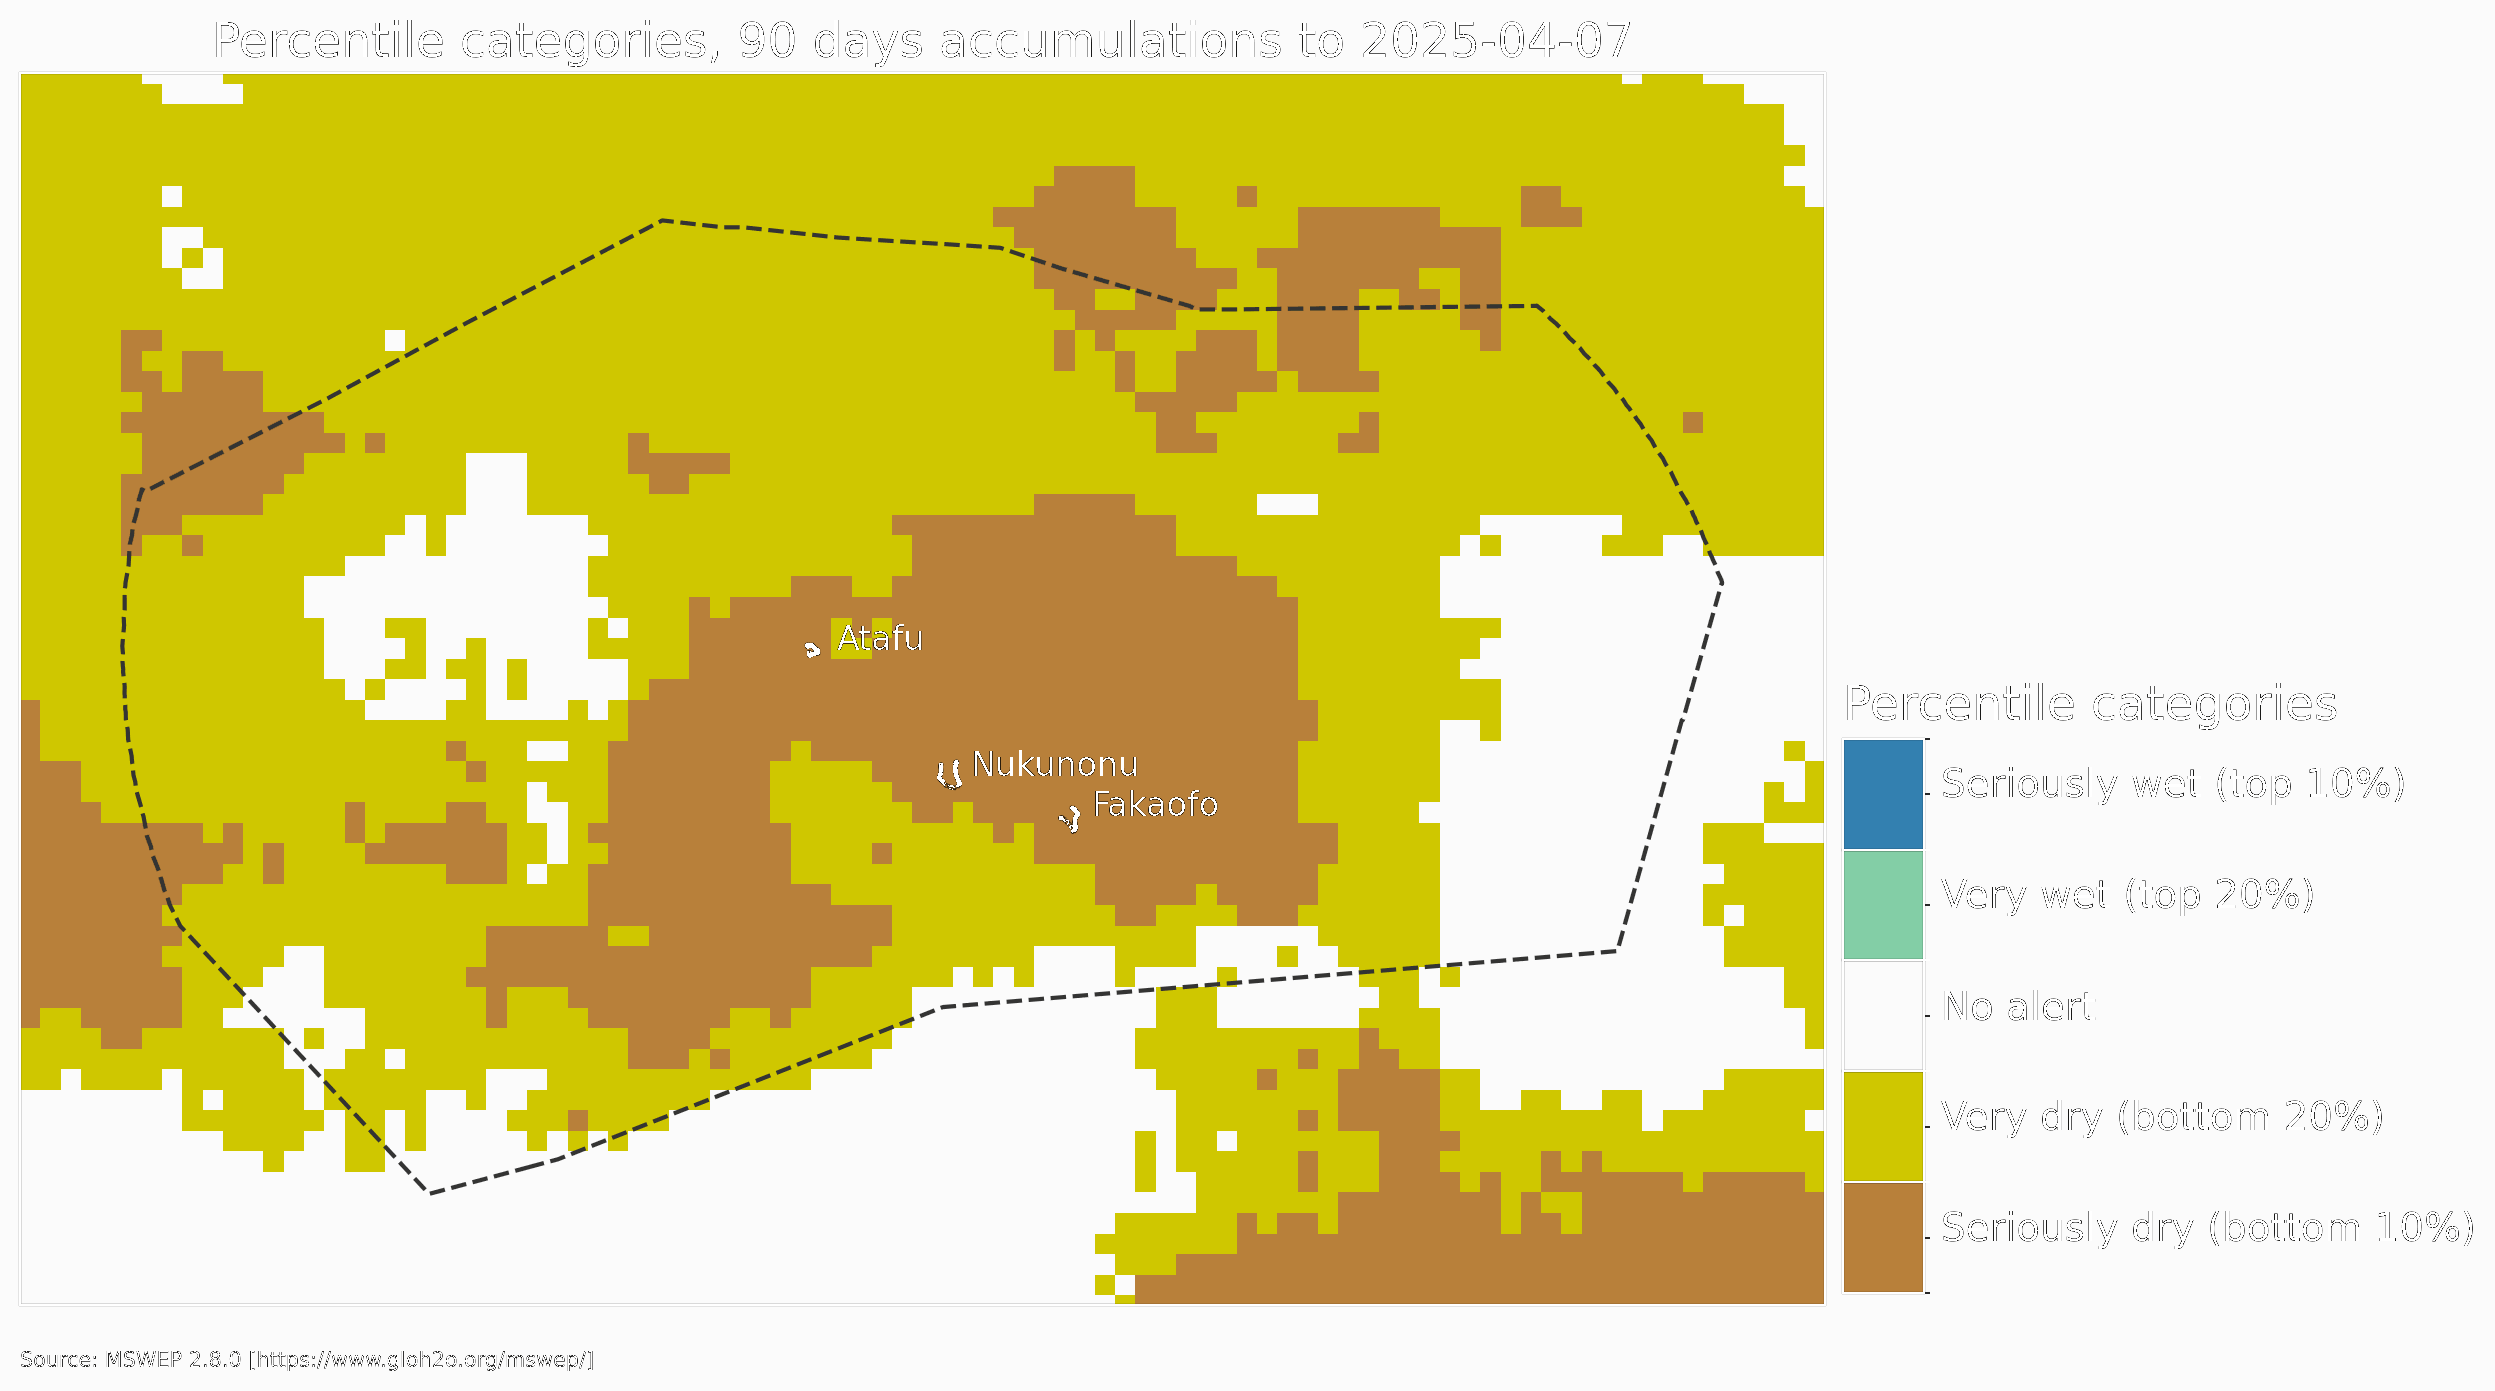 Percentile categories, 90 days accumulations to 2025-04-07
Atafu
Nukunonu
Fakaofo
Percentile categories
Seriously wet (top 10%)
Very wet (top 20%)
No alert
Very dry (bottom 20%)
Seriously dry (bottom 10%)
Source: MSWEP 2.8.0 [https://www.gloh2o.org/mswep/]